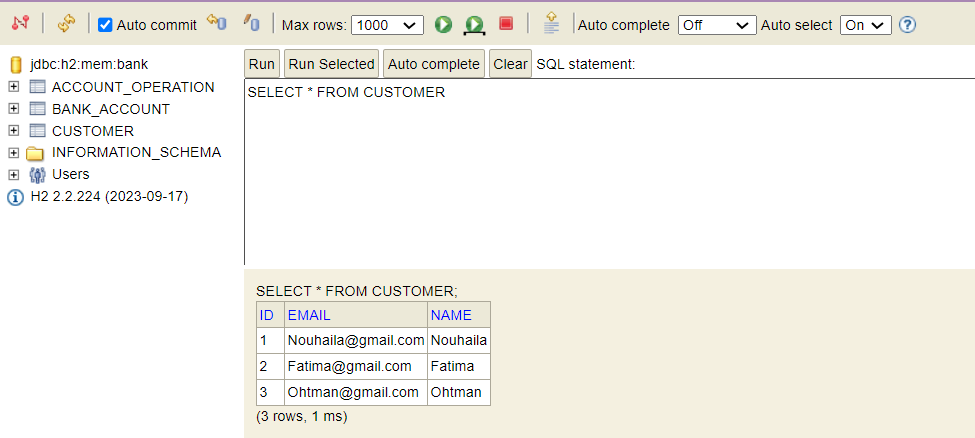 Auto commit Max rows: 1000 Auto complete Off Auto select On ?
jdbc:h2:mem:bank
ACCOUNT_OPERATION
BANK_ACCOUNT
CUSTOMER
INFORMATION_SCHEMA
Users
H2 2.2.224 (2023-09-17)
Run Run Selected Auto complete Clear SQL statement:
SELECT * FROM CUSTOMER
SELECT * FROM CUSTOMER;
ID EMAIL NAME
1 Nouhaila@gmail.com Nouhaila
2 Fatima@gmail.com Fatima
3 Ohtman@gmail.com Ohtman
(3 rows, 1 ms)